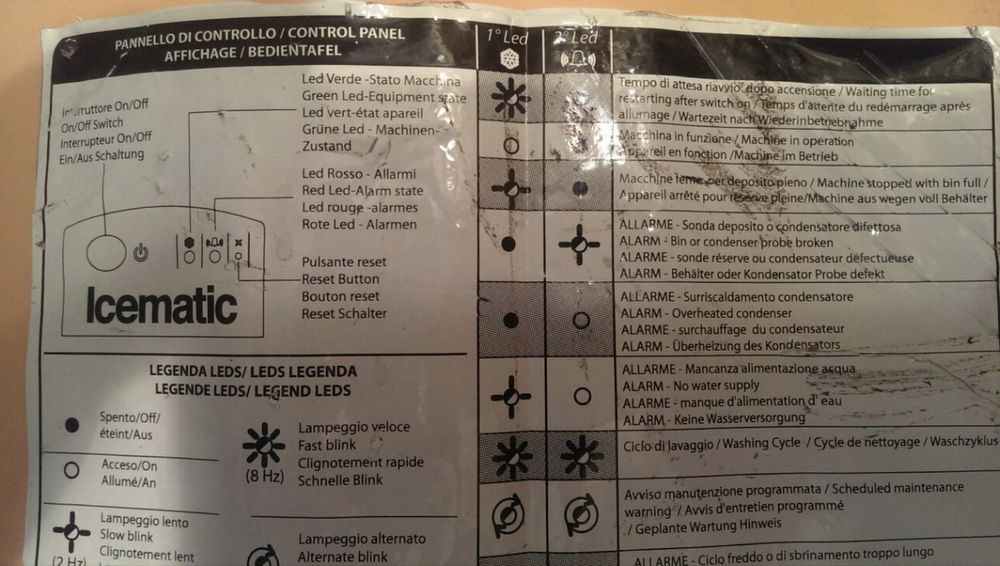 PANNELLO DI CONTROLLO / CONTROL PANEL
AFFICHAGE / BEDIENTAFEL
Interruttore On/Off
On/Off Switch
Interrupteur On/Off
Ein/Aus Schaltung
Led Verde -Stato Macchina
Green Led-Equipment state
Led vert-état apareil
Grüne Led - Machinen-
Zustand
Led Rosso - Allarmi
Red Led-Alarm state
Led rouge -alarmes
Rote Led - Alarmen
Pulsante reset
Reset Button
Bouton reset
Reset Schalter
Icematic
LEGENDA LEDS/ LEDS LEGENDA
LEGENDE LEDS/ LEGEND LEDS
Spento/Off/
éteint/Aus
Acceso/On
Allumé/An
Lampeggio lento
Slow blink
Clignotement lent
(2 Hz)
Lampeggio veloce
Fast blink
Clignotement rapide
Schnelle Blink
(8 Hz)
Lampeggio alternato
Alternate blink
1° Led
2° Led
Tempo di attesa riavvio dopo accensione / Waiting time for
restarting after switch on / Temps d'attente du redémarrage après
allumage / Wartezeit nach Wiederinbetriebnahme
Macchina in funzione / Machine in operation
Appareil en fonction /Machine im Betrieb
Macchine ferme per deposito pieno / Machine stopped with bin full /
Appareil arrêté pour réserve pleine/Machine aus wegen voll Behälter
ALLARME - Sonda deposito o condensatore difettosa
ALARM - Bin or condenser probe broken
ALARME - sonde réserve ou condensateur défectueuse
ALARM - Behälter oder Kondensator Probe defekt
ALLARME - Surriscaldamento condensatore
ALARM - Overheated condenser
ALARME - surchauffage du condensateur
ALARM - Überheizung des Kondensators
ALLARME - Mancanza alimentazione acqua
ALARM - No water supply
ALARME - manque d'alimentation d' eau
ALARM - Keine Wasserversorgung
Ciclo di lavaggio / Washing Cycle / Cycle de nettoyage / Waschzyklus
Avviso manutenzione programmata / Scheduled maintenance
warning / Avvis d'entretien programmé
/ Geplante Wartung Hinweis
ALLARME - Ciclo freddo o di sbrinamento troppo lungo